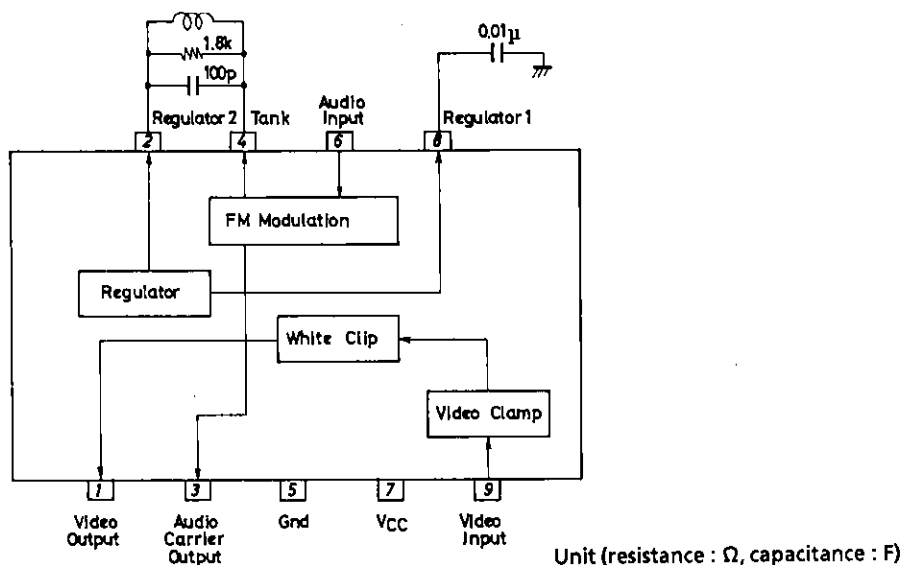 1.8k
100p
0.01μ
Audio
Input
Regulator 2
Tank
Regulator 1
2
4
6
8
FM Modulation
Regulator
White Clip
Video Clamp
1
3
5
7
9
Video
Output
Audio
Carrier
Output
Gnd
VCC
Video
Input
Unit (resistance : Ω, capacitance : F)